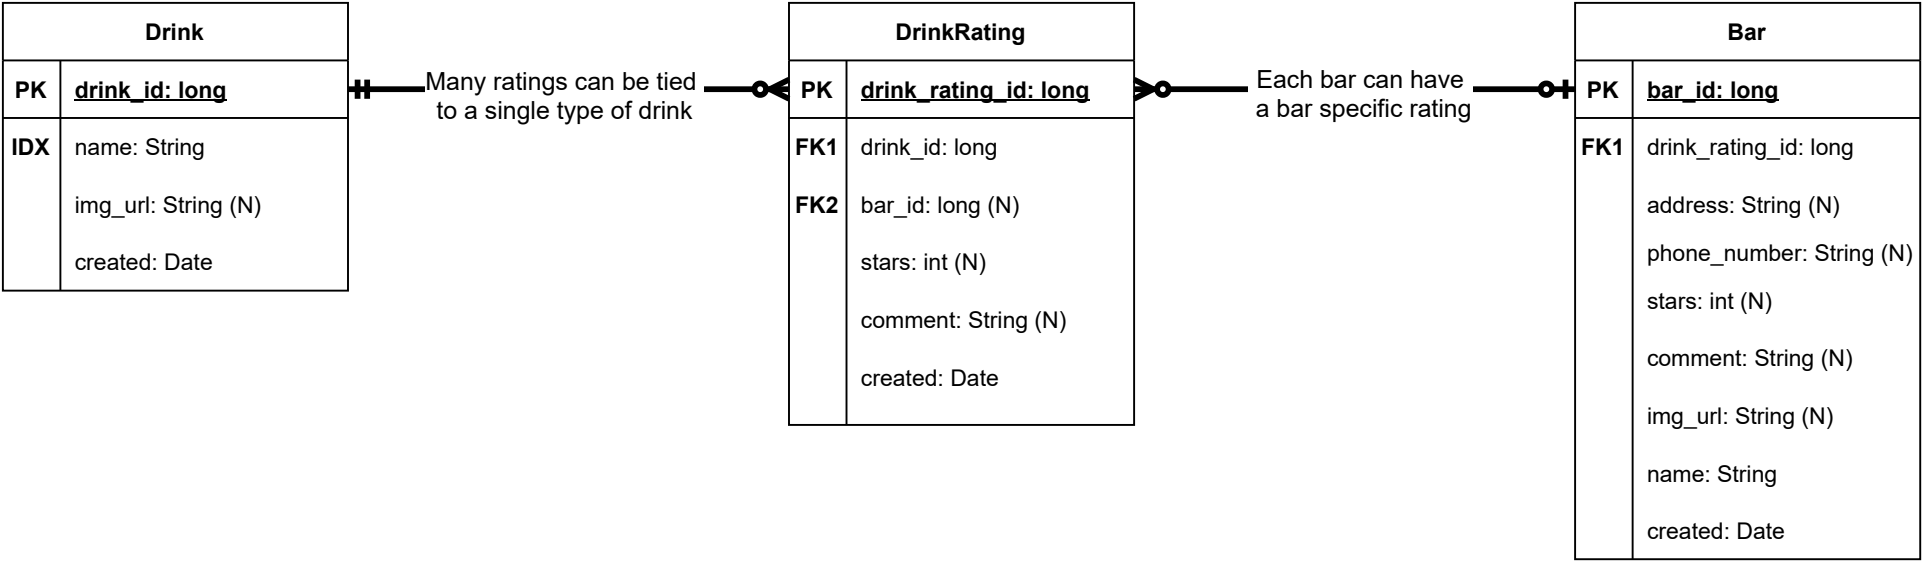 Drink
PK drink_id: long
IDX name: String
img_url: String (N)
created: Date
Many ratings can be tied
to a single type of drink
DrinkRating
PK drink_rating_id: long
FK1 drink_id: long
FK2 bar_id: long (N)
stars: int (N)
comment: String (N)
created: Date
Each bar can have
a bar specific rating
Bar
PK bar_id: long
FK1 drink_rating_id: long
address: String (N)
phone_number: String (N)
stars: int (N)
comment: String (N)
img_url: String (N)
name: String
created: Date